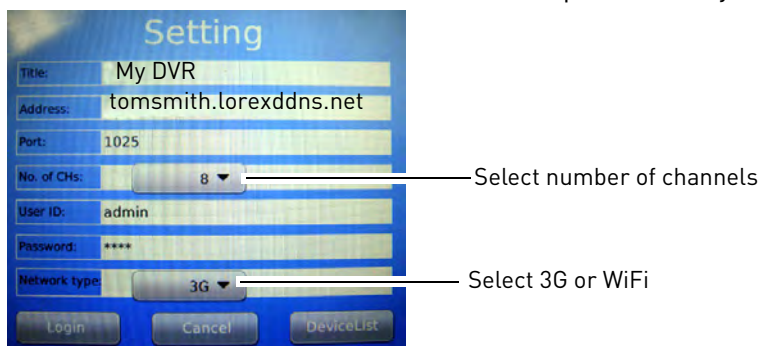 Setting
Title: My DVR
Address: tomsmith.lorexddns.net
Port: 1025
No. of CHs: 8
Select number of channels
User ID: admin
Password: ****
Network type: 3G
Select 3G or WiFi
Login Cancel DeviceList